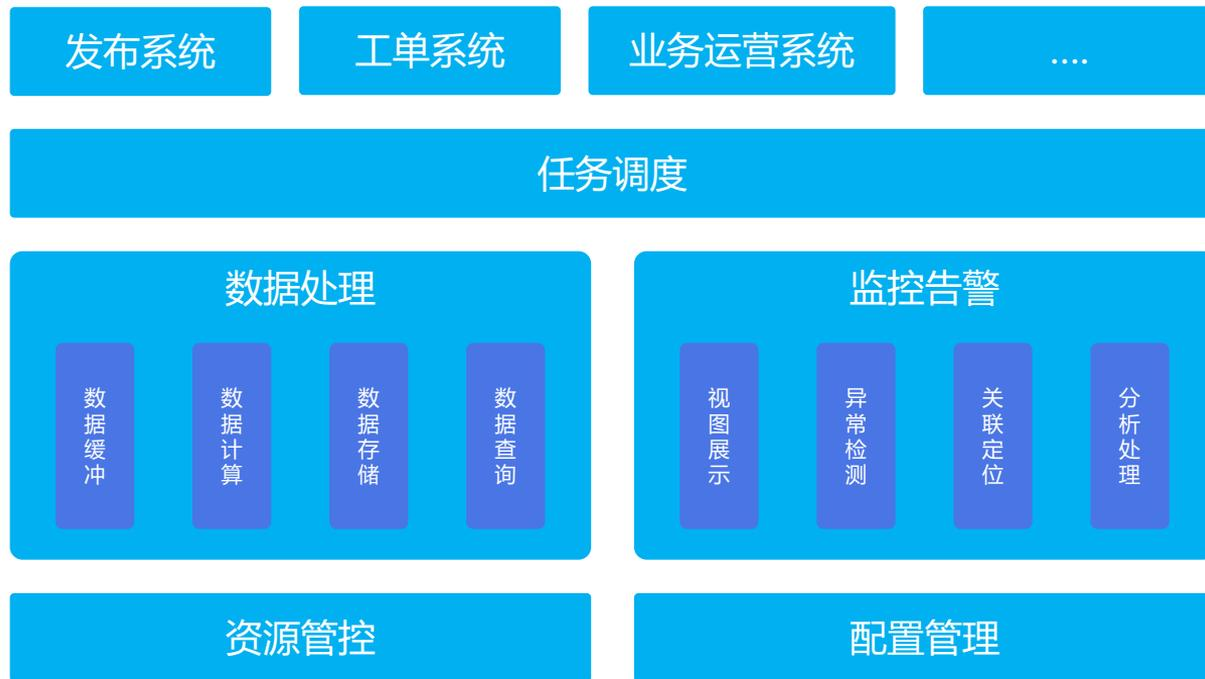 发布系统
工单系统
业务运营系统
....
任务调度
数据处理
数据缓冲
数据计算
数据存储
数据查询
监控告警
视图展示
异常检测
关联定位
分析处理
资源管控
配置管理